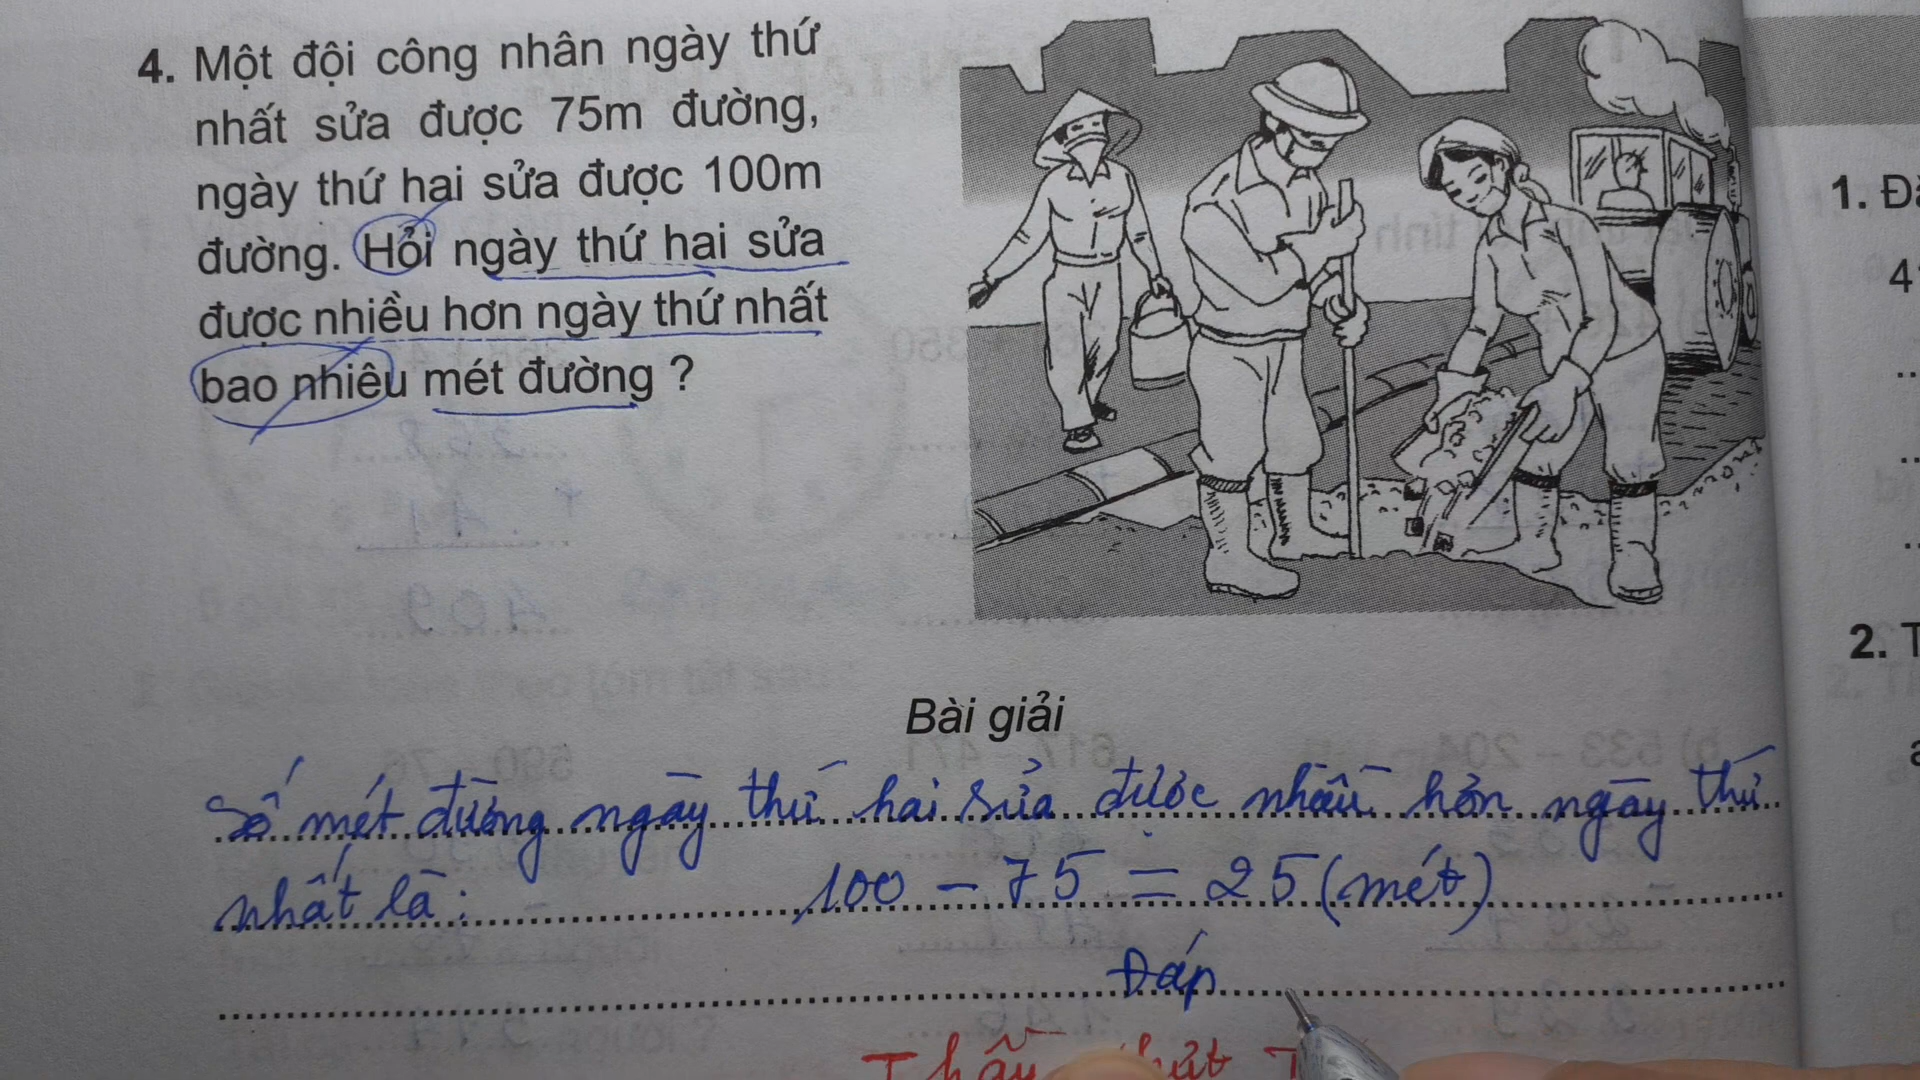 4. Một đội công nhân ngày thứ
nhất sửa được 75m đường,
ngày thứ hai sửa được 100m
đường. Hỏi ngày thứ hai sửa
được nhiều hơn ngày thứ nhất
bao nhiêu mét đường ?
Bài giải
Số mét đường ngày thứ hai sửa được nhiều hơn ngày thứ
nhất là: 100 - 75 = 25 (mét)
Đáp
1. Đ
4
2. T